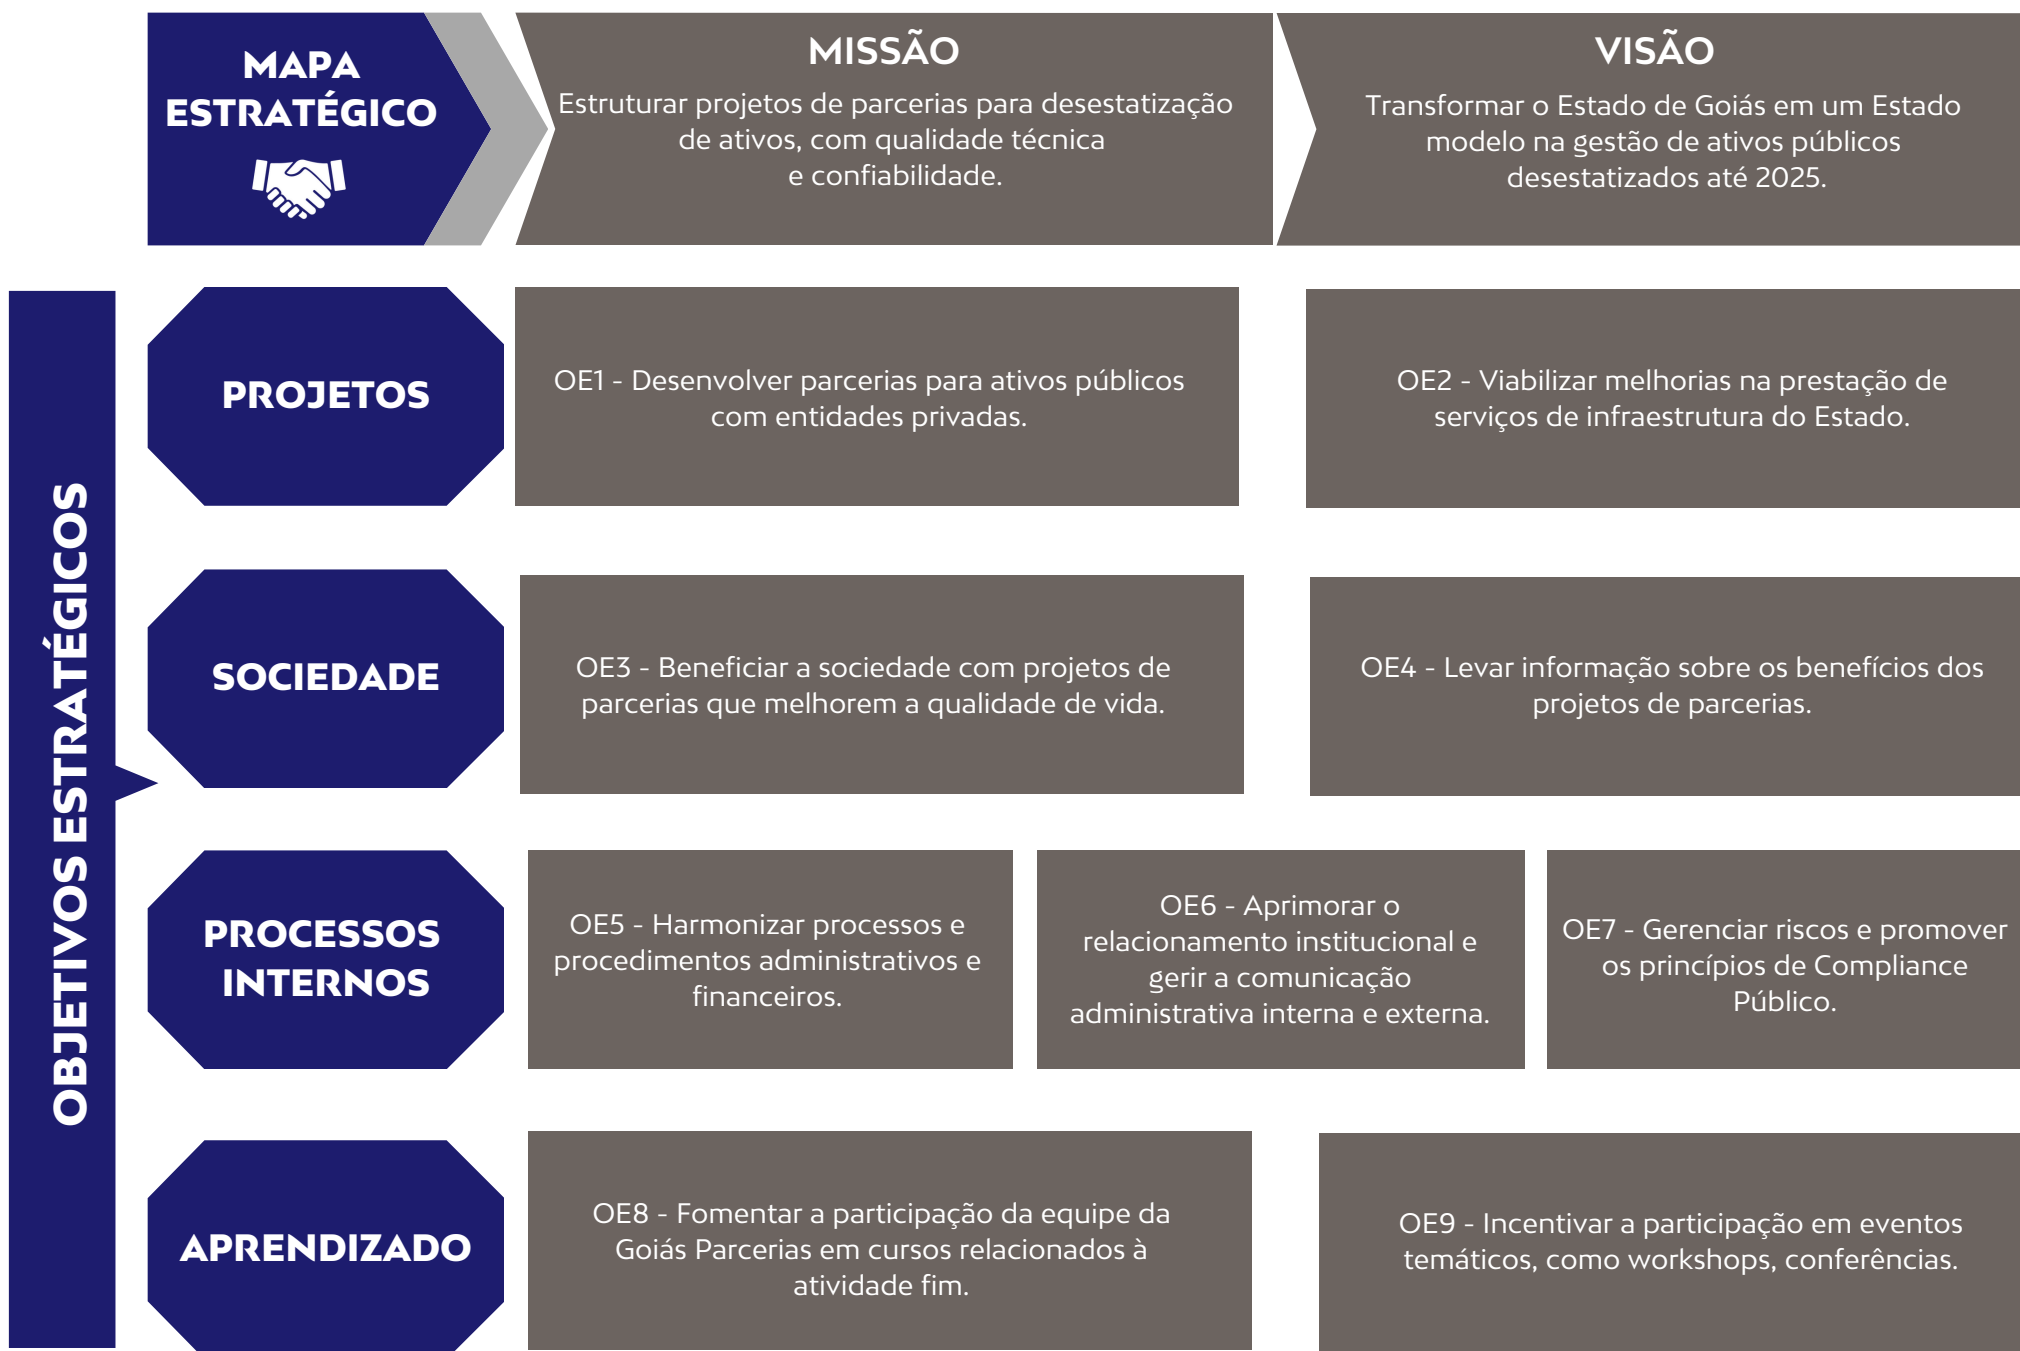 MAPA
ESTRATÉGICO
MISSÃO
Estruturar projetos de parcerias para desestatização
de ativos, com qualidade técnica
e confiabilidade.
VISÃO
Transformar o Estado de Goiás em um Estado
modelo na gestão de ativos públicos
desestatizados até 2025.
OBJETIVOS ESTRATÉGICOS
PROJETOS
OE1 - Desenvolver parcerias para ativos públicos
com entidades privadas.
OE2 - Viabilizar melhorias na prestação de
serviços de infraestrutura do Estado.
SOCIEDADE
OE3 - Beneficiar a sociedade com projetos de
parcerias que melhorem a qualidade de vida.
OE4 - Levar informação sobre os benefícios dos
projetos de parcerias.
PROCESSOS
INTERNOS
OE5 - Harmonizar processos e
procedimentos administrativos e
financeiros.
OE6 - Aprimorar o
relacionamento institucional e
gerir a comunicação
administrativa interna e externa.
OE7 - Gerenciar riscos e promover
os princípios de Compliance
Público.
APRENDIZADO
OE8 - Fomentar a participação da equipe da
Goiás Parcerias em cursos relacionados à
atividade fim.
OE9 - Incentivar a participação em eventos
temáticos, como workshops, conferências.